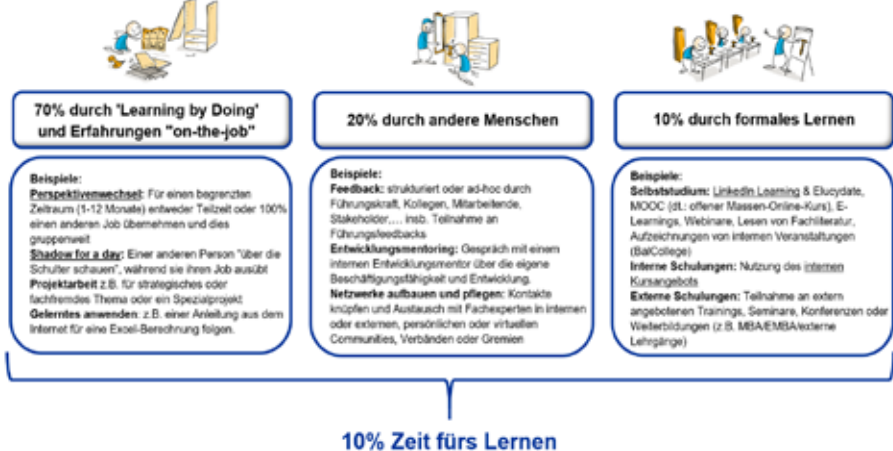 70% durch 'Learning by Doing'
und Erfahrungen "on-the-job"
Beispiele:
Perspektivenwechsel: Für einen begrenzten
Zeitraum (1-12 Monate) entweder Teilzeit oder 100%
einen anderen Job übernehmen und dies
gruppenweit
Shadow for a day: Einer anderen Person "über die
Schulter schauen", während sie ihren Job ausübt
Projektarbeit z.B. für strategisches oder
fachfremdes Thema oder ein Spezialprojekt
Gelerntes anwenden: z.B. einer Anleitung aus dem
Internet für eine Excel-Berechnung folgen.
20% durch andere Menschen
Beispiele:
Feedback: strukturiert oder ad-hoc durch
Führungskraft, Kollegen, Mitarbeitende,
Stakeholder.... insb. Teilnahme an
Führungsfeedbacks
Entwicklungsmentoring: Gespräch mit einem
internen Entwicklungsmentor über die eigene
Beschäftigungsfähigkeit und Entwicklung.
Netzwerke aufbauen und pflegen: Kontakte
knüpfen und Austausch mit Fachexperten in internen
oder externen, persönlichen oder virtuellen
Communities, Verbänden oder Gremien
10% durch formales Lernen
Beispiele:
Selbststudium: LinkedIn Learning & Elucydate,
MOOC (dt.: offener Massen-Online-Kurs), E-
Learnings, Webinare, Lesen von Fachliteratur,
Aufzeichnungen von internen Veranstaltungen
(BalCollege)
Interne Schulungen: Nutzung des internen
Kursangebots
Externe Schulungen: Teilnahme an extern
angebotenen Trainings, Seminare, Konferenzen oder
Weiterbildungen (z.B. MBA/EMBA/externe
Lehrgänge)
10% Zeit fürs Lernen